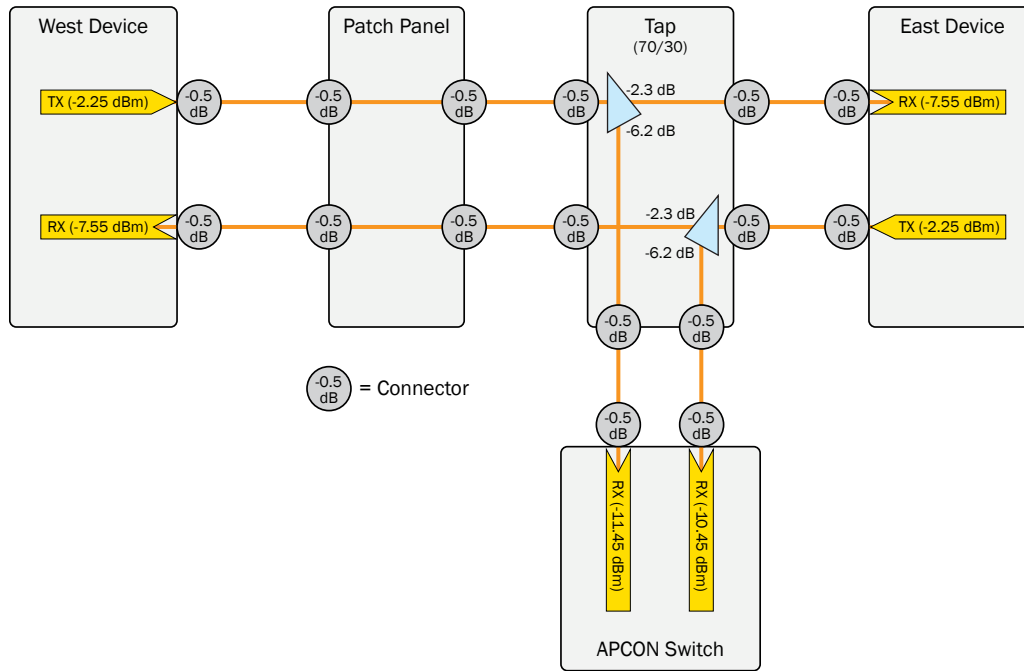 West Device
Patch Panel
Tap
(70/30)
East Device
TX (-2.25 dBm)
-0.5
dB
-0.5
dB
-0.5
dB
-0.5
dB
-2.3 dB
-6.2 dB
-0.5
dB
-0.5
dB
RX (-7.55 dBm)
RX (-7.55 dBm)
-0.5
dB
-0.5
dB
-0.5
dB
-0.5
dB
-2.3 dB
-6.2 dB
-0.5
dB
-0.5
dB
TX (-2.25 dBm)
-0.5
dB
-0.5
dB
-0.5
dB
= Connector
-0.5
dB
-0.5
dB
RX (-11.45 dBm)
RX (-10.45 dBm)
APCON Switch